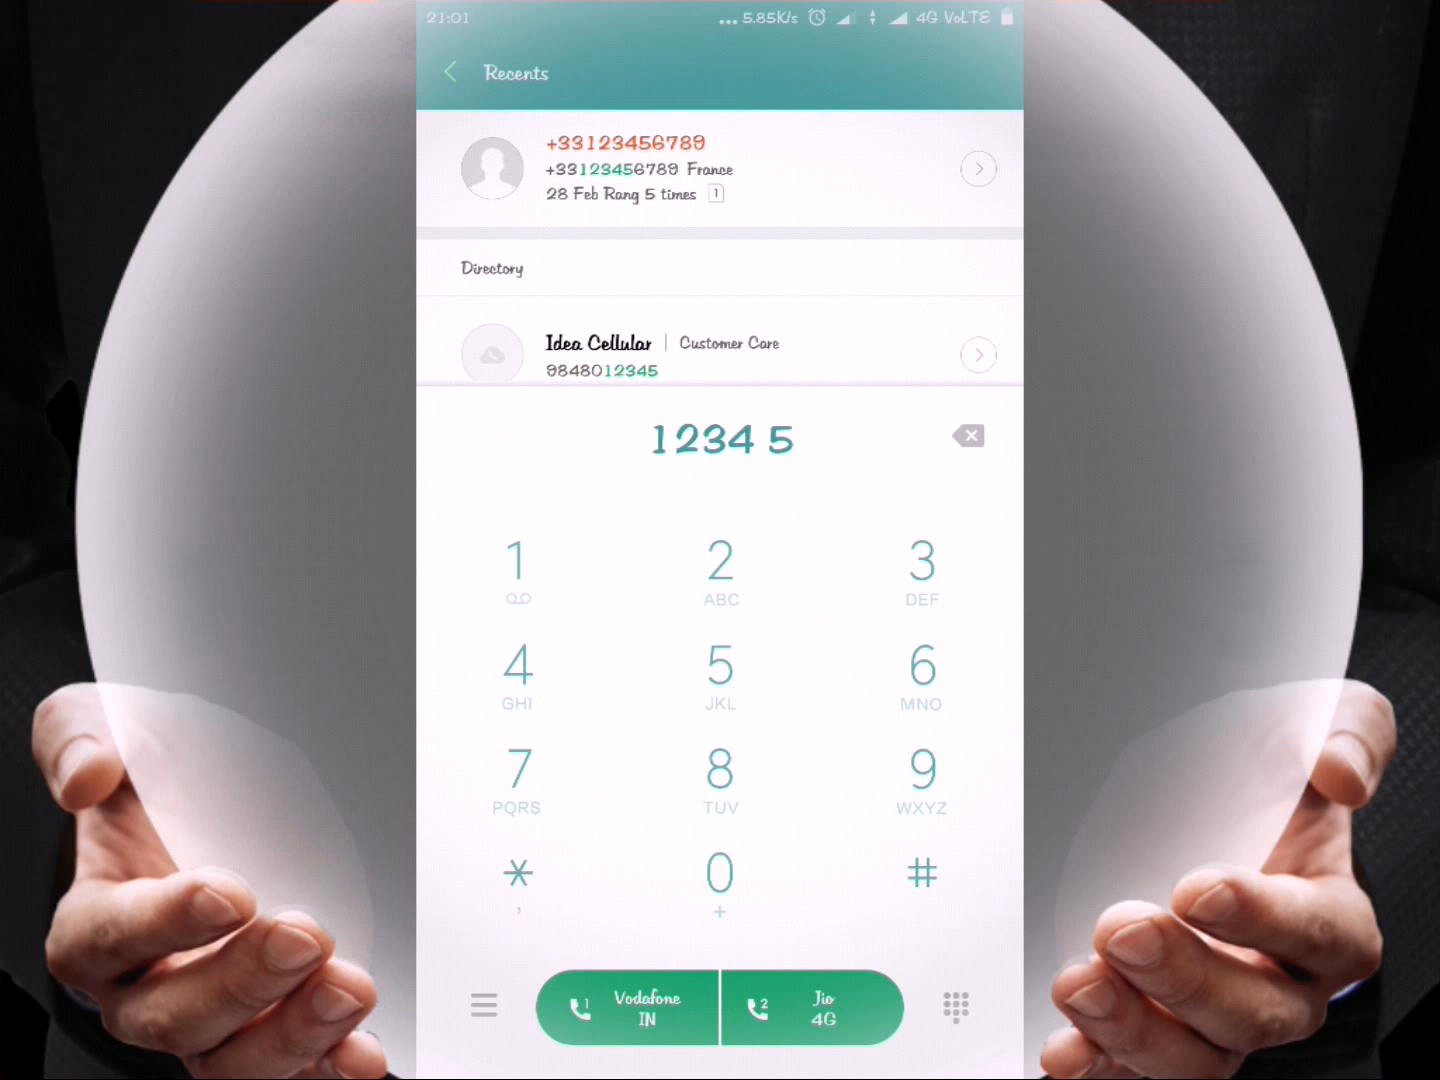 21:01 ... 5.85K/s 4G VoLTE
Recents
+33123456789
+33123456789 France
28 Feb Rang 5 times 1
Directory
Idea Cellular | Customer Care
9848012345
1234 5
1 2 3
ABC DEF
4 5 6
GHI JKL MNO
7 8 9
PQRS TUV WXYZ
* 0 #
, +
1 Vodafone IN 2 Jio 4G